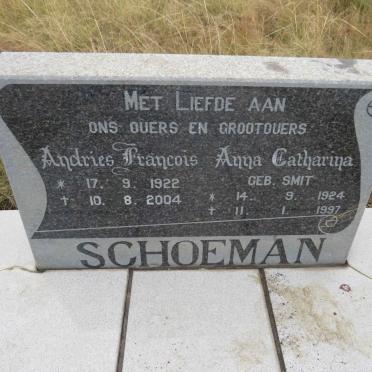 MET LIEFDE AAN
ONS OUERS EN GROOTOUERS
Andries François Anna Catharina
GEB. SMIT
* 17. 9. 1922 * 14. 9. 1924
† 10. 8. 2004 † 11. 1. 1997
SCHOEMAN